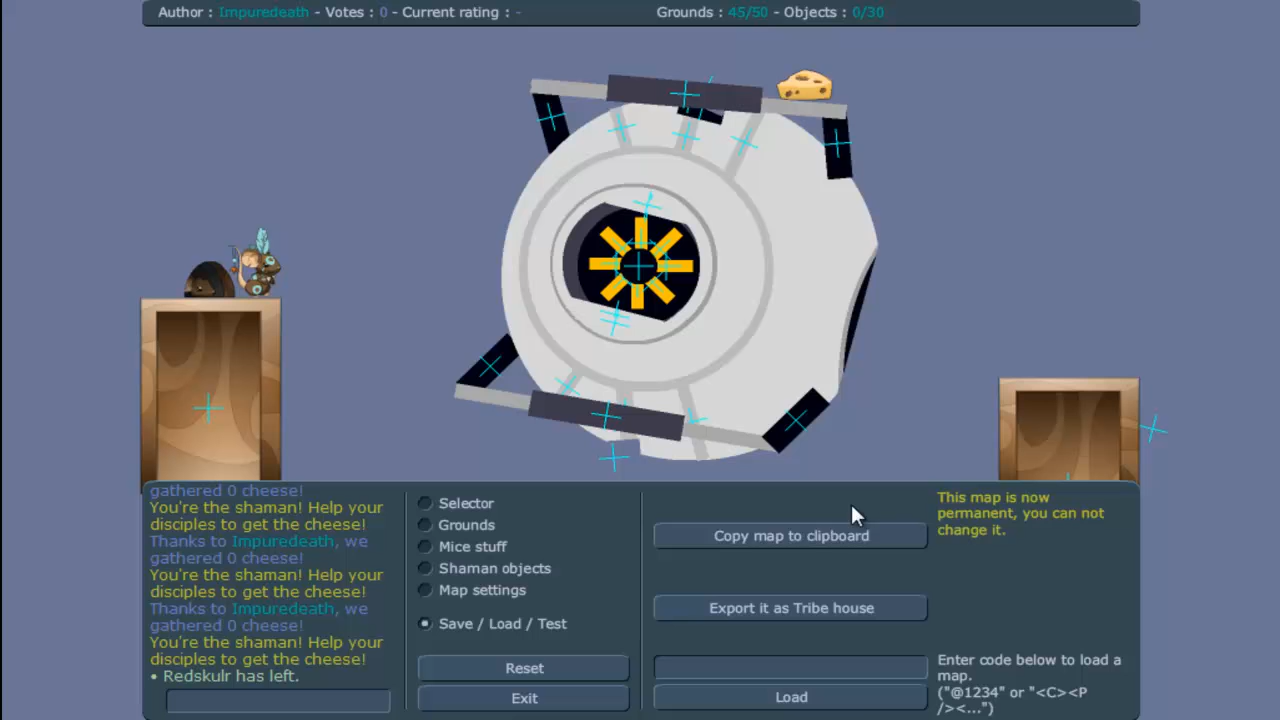 Author : Impuredeath - Votes : 0 - Current rating : -
Grounds : 45/50 - Objects : 0/30
gathered 0 cheese!
You're the shaman! Help your
disciples to get the cheese!
Thanks to Impuredeath, we
gathered 0 cheese!
You're the shaman! Help your
disciples to get the cheese!
Thanks to Impuredeath, we
gathered 0 cheese!
You're the shaman! Help your
disciples to get the cheese!
• Redskulr has left.
Selector
Grounds
Mice stuff
Shaman objects
Map settings
Save / Load / Test
Reset
Exit
Copy map to clipboard
Export it as Tribe house
Load
This map is now
permanent, you can not
change it.
Enter code below to load a
map.
("@1234" or "<C><P
/><...")